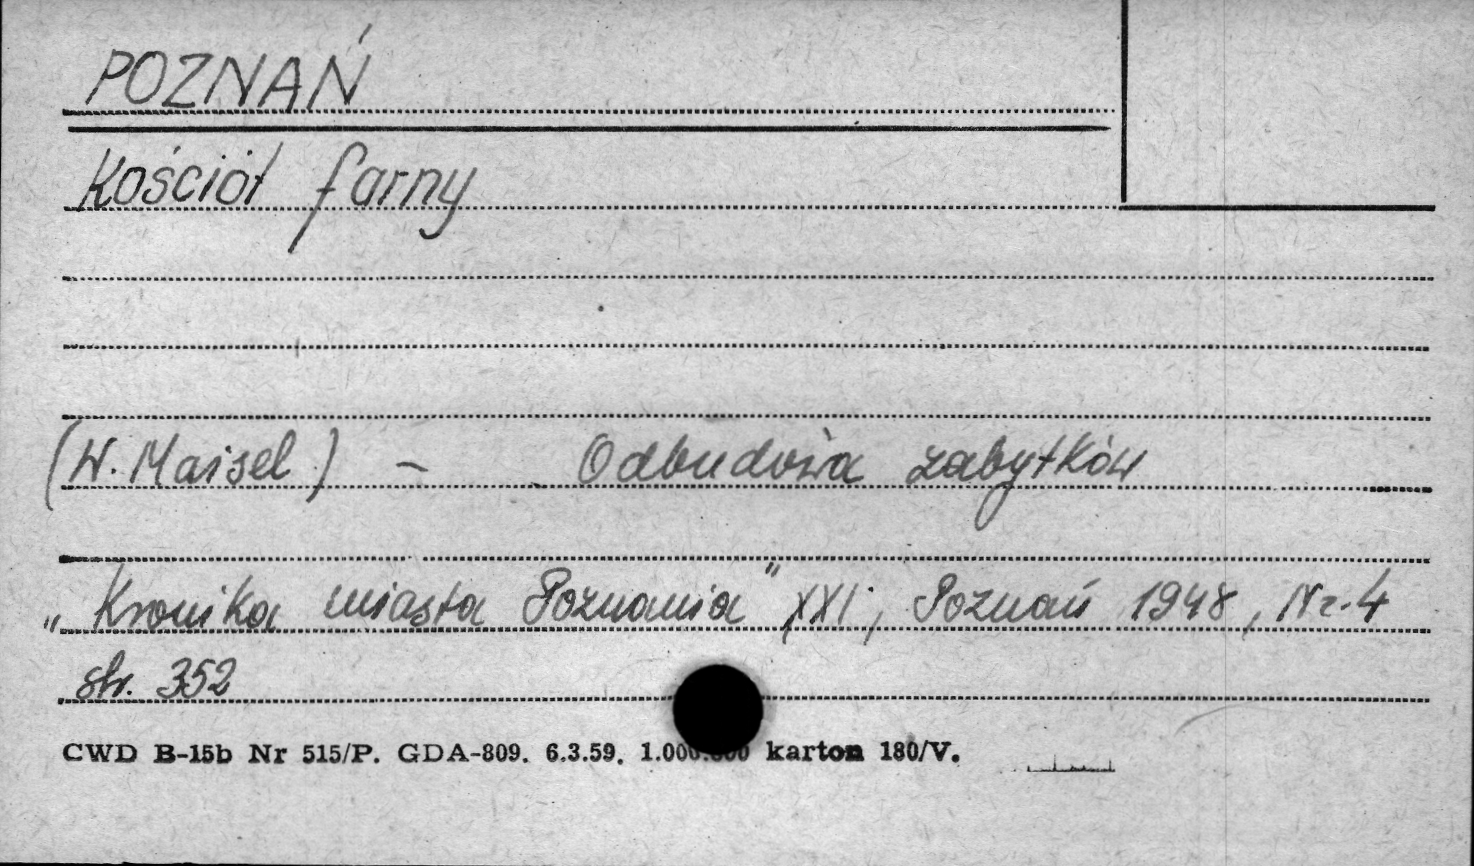 POZNAŃ
Kościół farny
(W. Maisel) – Odbudowa zabytków
„Kronika miasta Poznania" XXI, Poznań 1948, Nr. 4
str. 352
CWD B-15b Nr 515/P. GDA-809. 6.3.59. 1.000.000 karton 180/V.